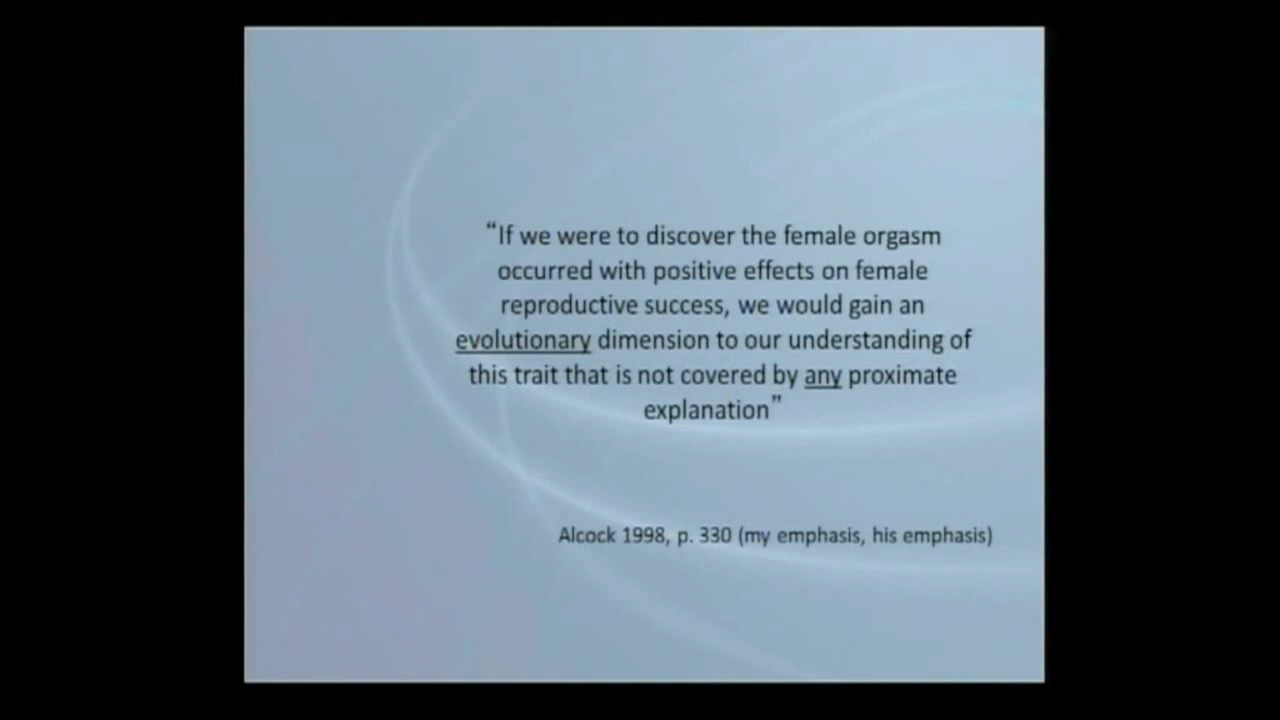 “If we were to discover the female orgasm
occurred with positive effects on female
reproductive success, we would gain an
evolutionary dimension to our understanding of
this trait that is not covered by any proximate
explanation”
Alcock 1998, p. 330 (my emphasis, his emphasis)